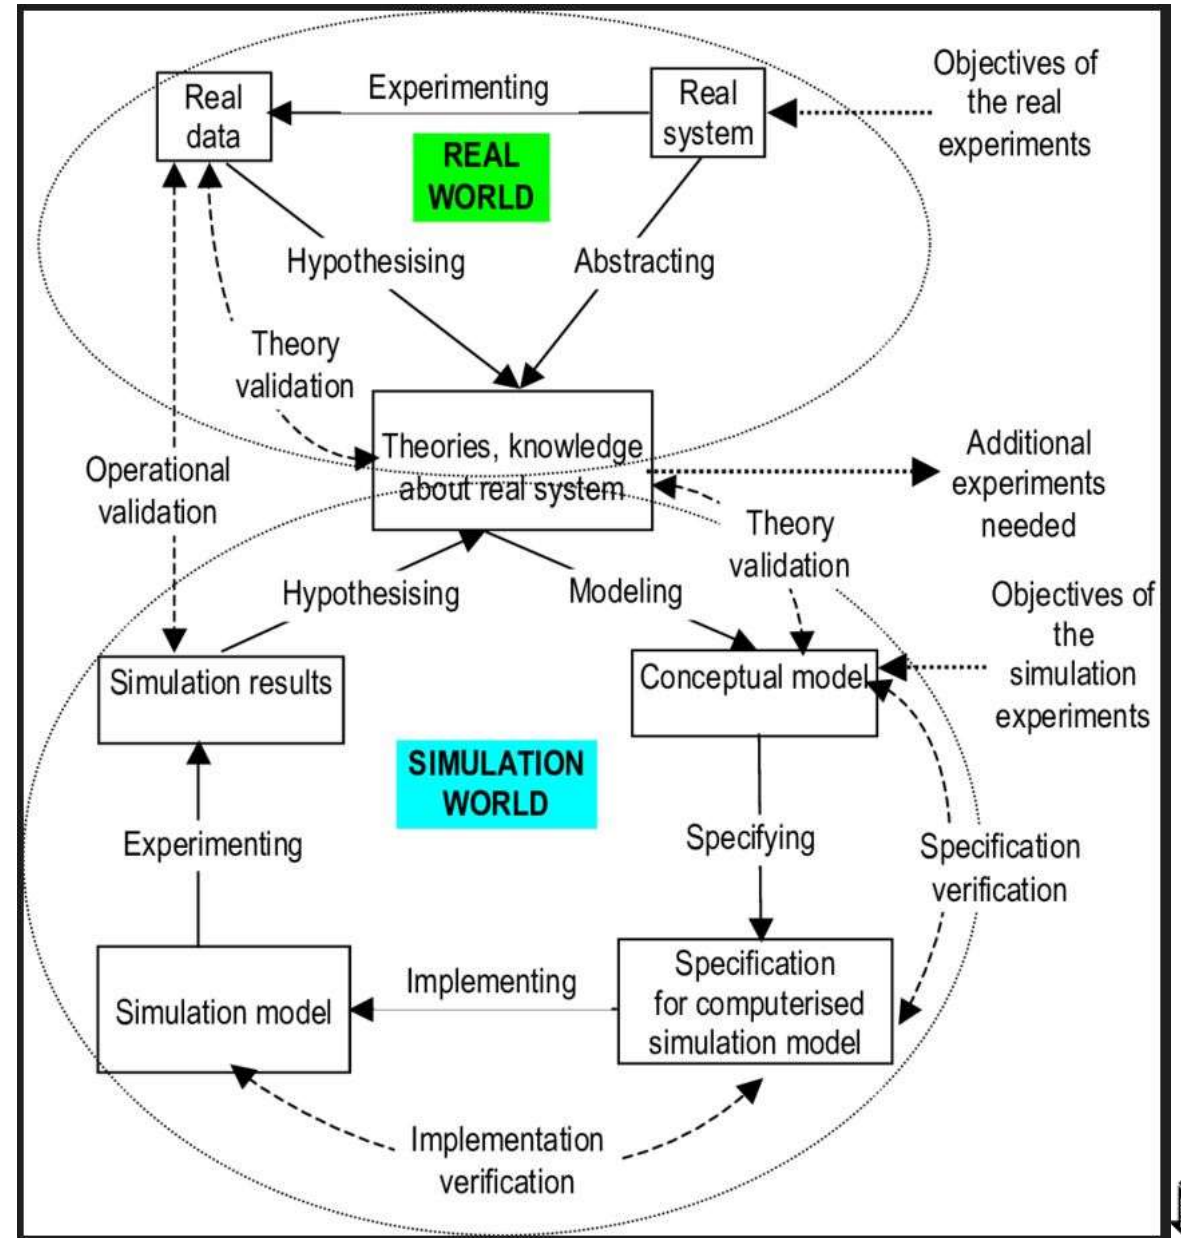 Real
data
Experimenting
Real
system
Objectives of
the real
experiments
REAL
WORLD
Hypothesising
Abstracting
Theory
validation
Theories, knowledge
about real system
Additional
experiments
needed
Operational
validation
Theory
validation
Hypothesising
Modeling
Objectives of
the
simulation
experiments
Simulation results
Conceptual model
SIMULATION
WORLD
Experimenting
Specifying
Specification
verification
Simulation model
Implementing
Specification
for computerised
simulation model
Implementation
verification